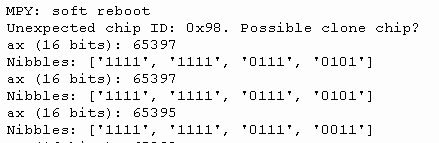 MPY: soft reboot
Unexpected chip ID: 0x98. Possible clone chip?
ax (16 bits): 65397
Nibbles: ['1111', '1111', '0111', '0101']
ax (16 bits): 65397
Nibbles: ['1111', '1111', '0111', '0101']
ax (16 bits): 65395
Nibbles: ['1111', '1111', '0111', '0011']